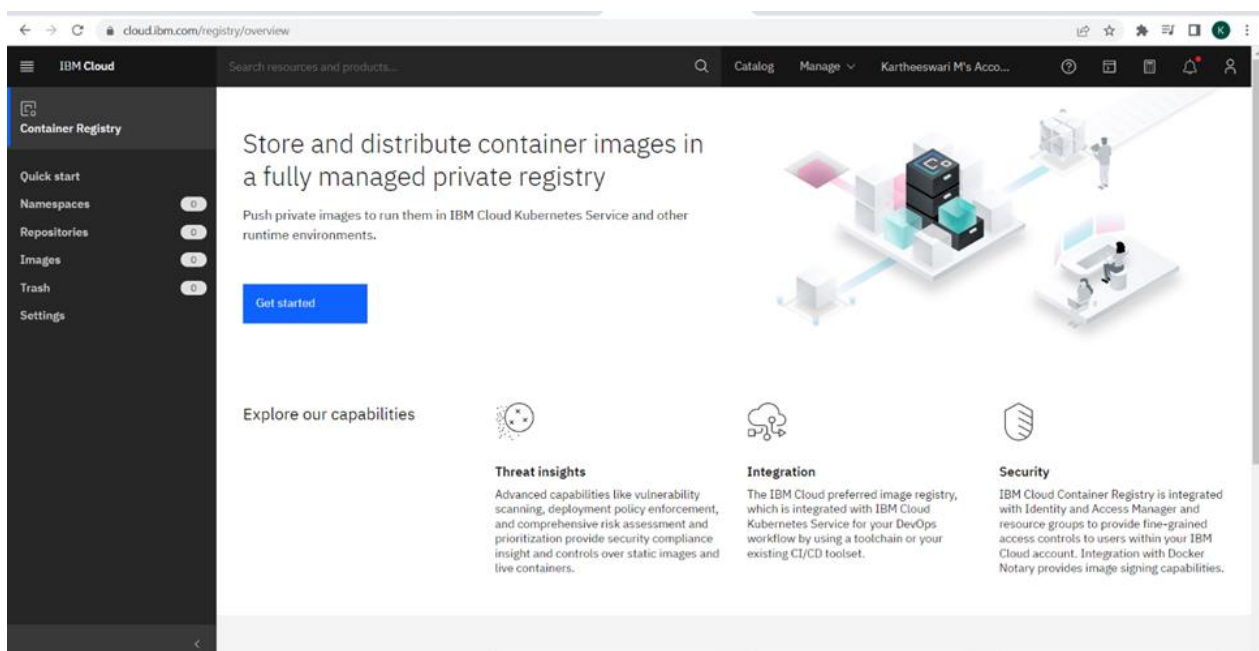 cloud.ibm.com/registry/overview
K
IBM Cloud
Search resources and products...
Catalog
Manage
Kartheeswari M's Acco...
Container Registry
Quick start
Namespaces 0
Repositories 0
Images 0
Trash 0
Settings
Store and distribute container images in
a fully managed private registry
Push private images to run them in IBM Cloud Kubernetes Service and other
runtime environments.
Get started
Explore our capabilities
Threat insights
Advanced capabilities like vulnerability
scanning, deployment policy enforcement,
and comprehensive risk assessment and
prioritization provide security compliance
insight and controls over static images and
live containers.
Integration
The IBM Cloud preferred image registry,
which is integrated with IBM Cloud
Kubernetes Service for your DevOps
workflow by using a toolchain or your
existing CI/CD toolset.
Security
IBM Cloud Container Registry is integrated
with Identity and Access Manager and
resource groups to provide fine-grained
access controls to users within your IBM
Cloud account. Integration with Docker
Notary provides image signing capabilities.